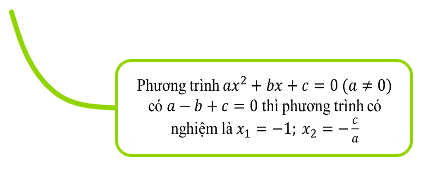 Phương trình 𝑎𝑥² + 𝑏𝑥 + 𝑐 = 0 (𝑎 ≠ 0)
có 𝑎 − 𝑏 + 𝑐 = 0 thì phương trình có
nghiệm là 𝑥₁ = −1; 𝑥₂ = −𝑐/𝑎